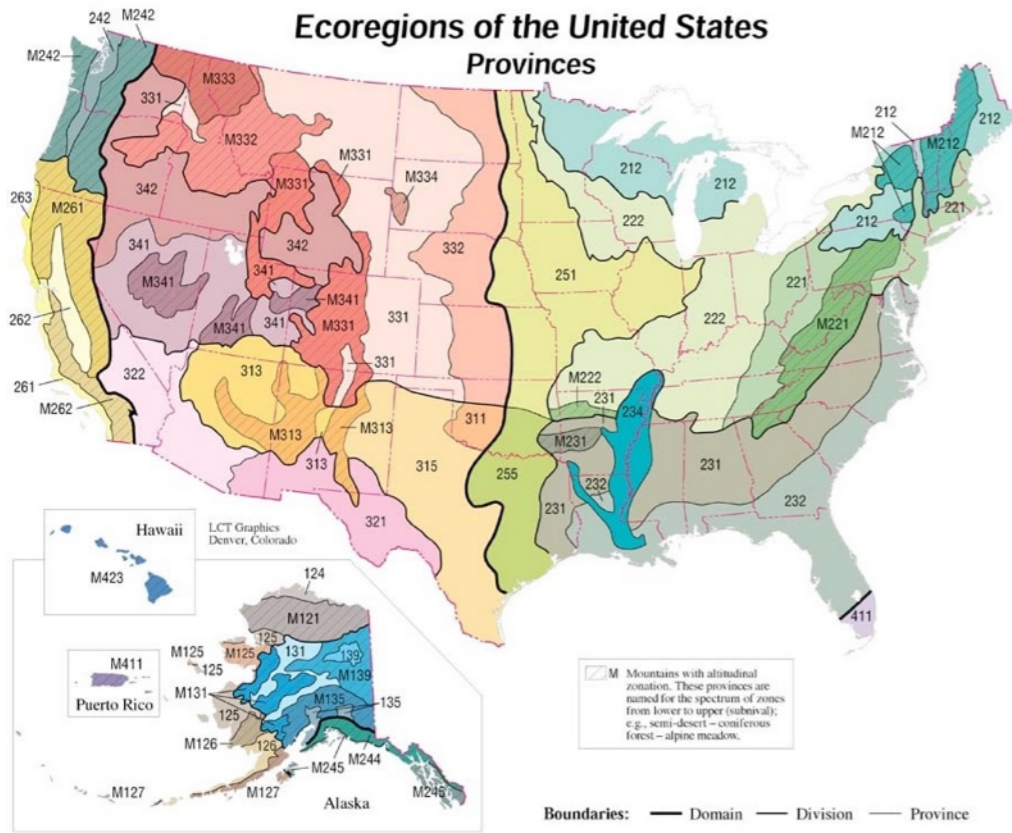 Ecoregions of the United States
Provinces
242
M242
M242
M333
331
M332
M331
M334
212
212
M212
M212
212
212
221
212
263
M261
342
M331
222
341
342
332
251
221
M341
341
M341
222
M221
262
M341
341
M331
331
331
261
322
313
M222
231
234
M262
M313
M313
311
M231
231
315
255
313
232
231
232
321
411
Hawaii
M423
LCT Graphics
Denver, Colorado
124
M121
M411
Puerto Rico
M125
125
M125
125
131
139
M139
M131
125
M135
135
M126
126
M245
M244
M127
M127
Alaska
M245
M Mountains with altitudinal
zonation. These provinces are
named for the spectrum of zones
from lower to upper (subnival);
e.g., semi-desert – coniferous
forest – alpine meadow.
Boundaries: Domain Division Province